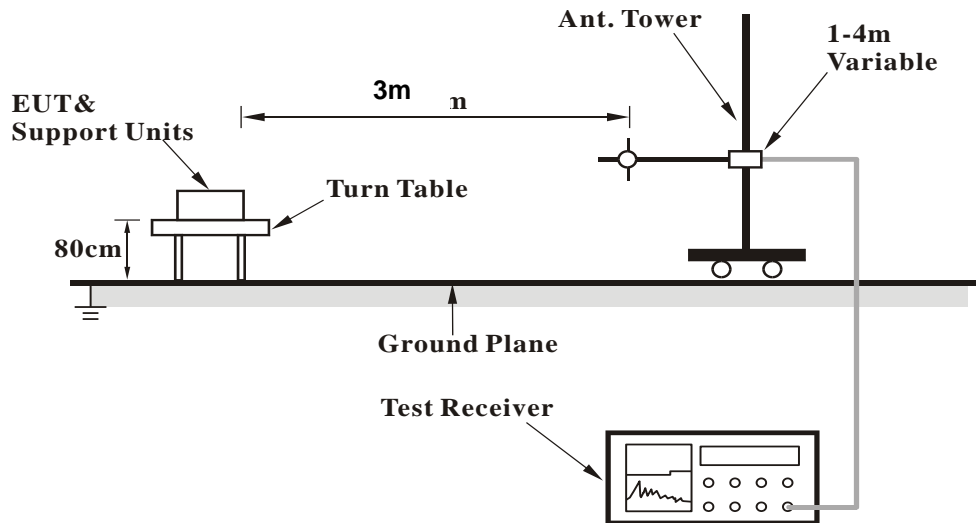 Ant. Tower
1-4m
Variable
3m
m
EUT&
Support Units
Turn Table
80cm
Ground Plane
Test Receiver